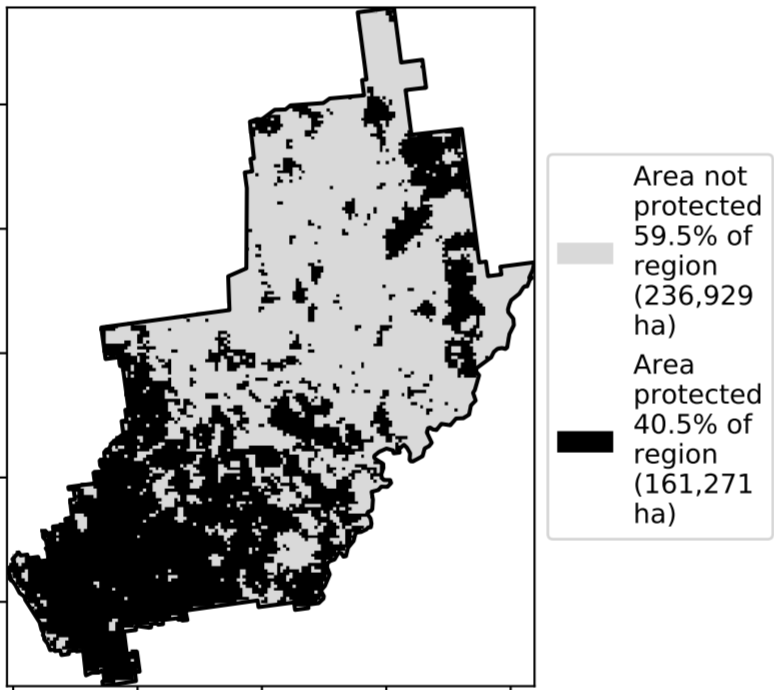 Area not
protected
59.5% of
region
(236,929
ha)
Area
protected
40.5% of
region
(161,271
ha)